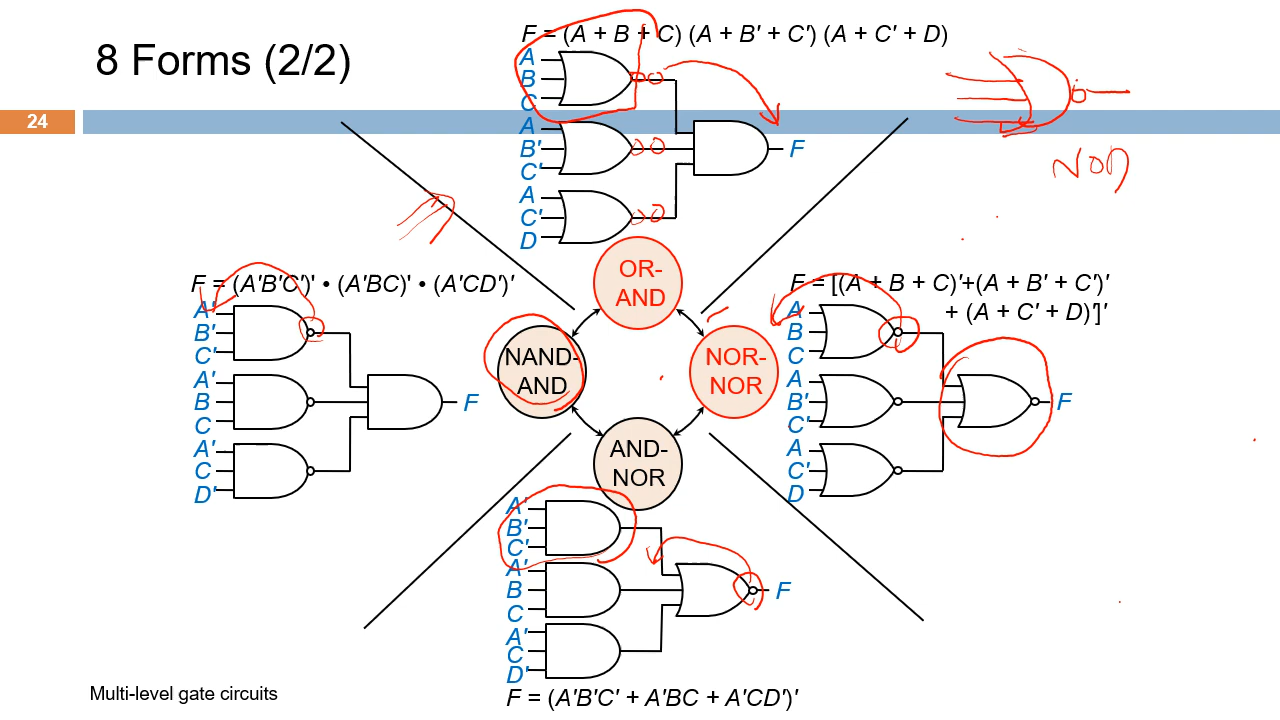 8 Forms (2/2)
24
F = (A + B + C) (A + B' + C') (A + C' + D)
A
B
C
A
B'
C'
A
C'
D
F
NOR
F = (A'B'C')' • (A'BC)' • (A'CD')'
A'
B'
C'
A'
B
C
A'
C
D'
F
OR-
AND
NAND-
AND
NOR-
NOR
AND-
NOR
F = [(A + B + C)'+(A + B' + C')'
+ (A + C' + D)']'
A
B
C
A
B'
C'
A
C'
D
F
A'
B'
C'
A'
B
C
A'
C
D'
F
F = (A'B'C' + A'BC + A'CD')'
Multi-level gate circuits